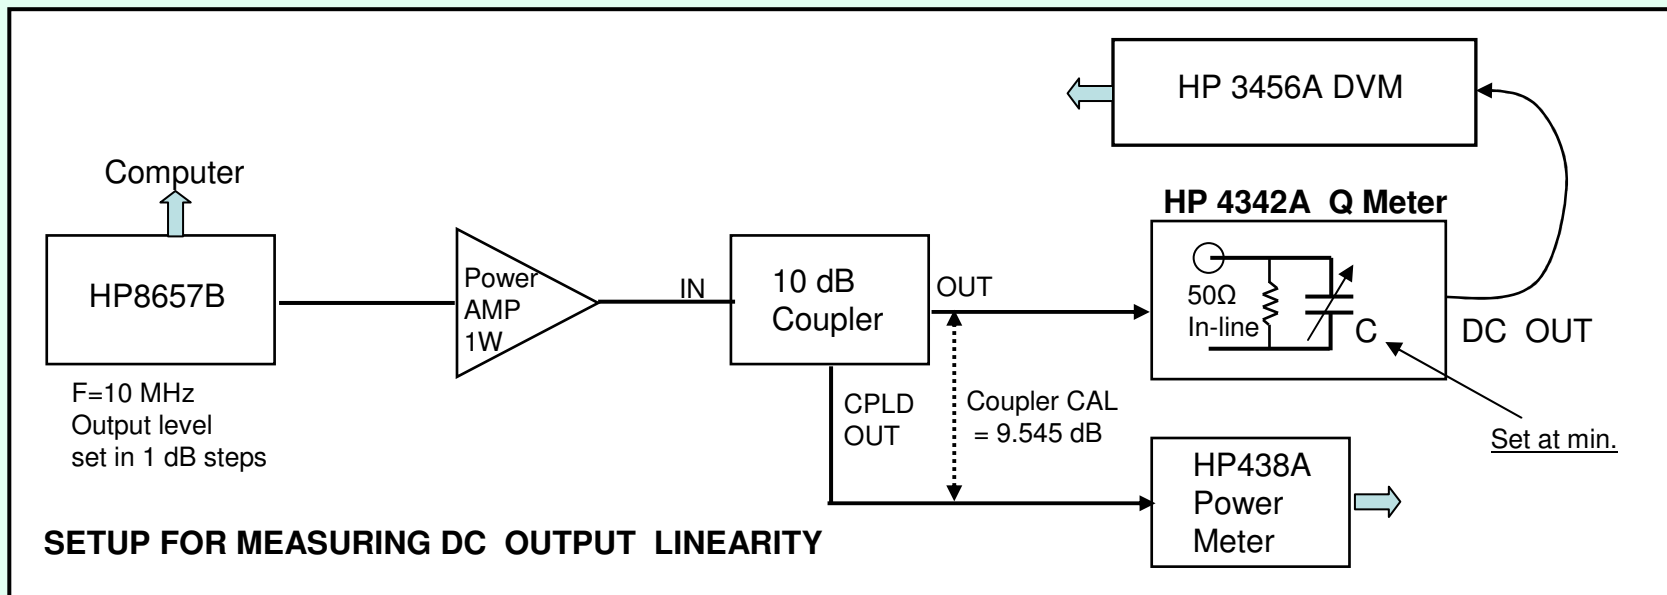 HP 3456A DVM
Computer
HP 4342A Q Meter
HP8657B
Power
AMP
1W
IN
10 dB
Coupler
OUT
50Ω
In-line
C
DC OUT
F=10 MHz
Output level
set in 1 dB steps
CPLD
OUT
Coupler CAL
= 9.545 dB
Set at min.
HP438A
Power
Meter
SETUP FOR MEASURING DC OUTPUT LINEARITY